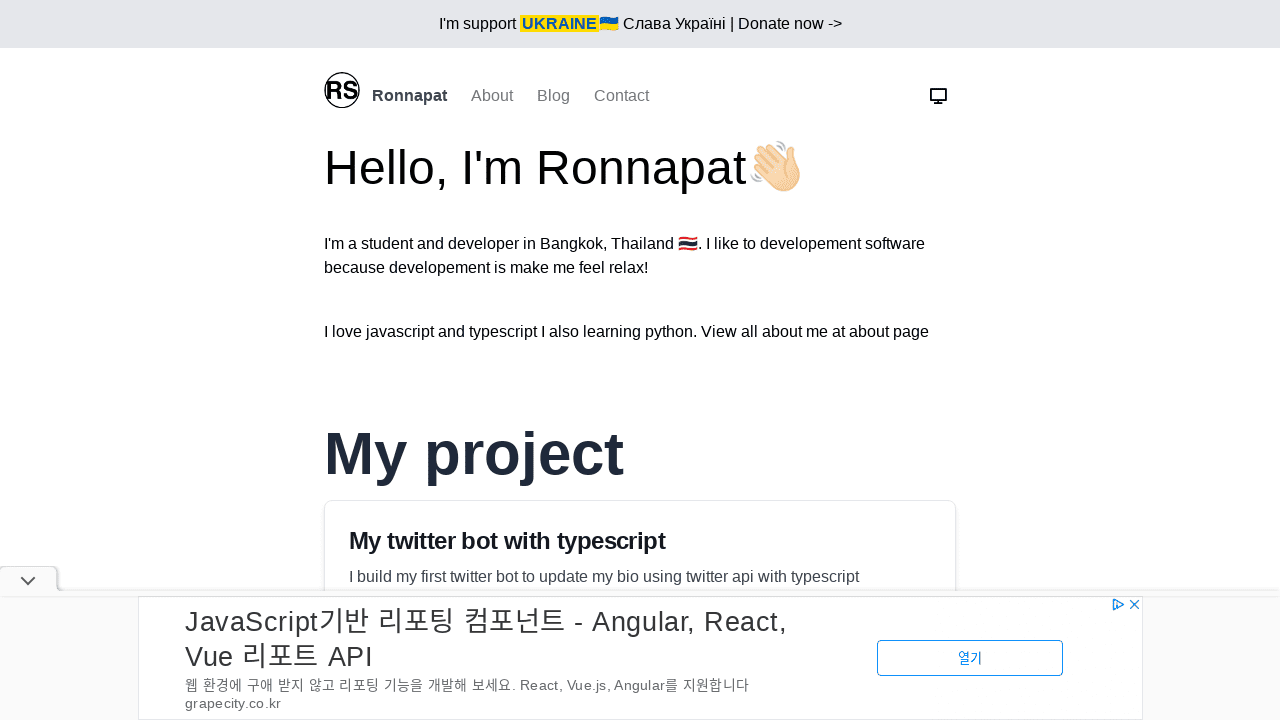 I'm support UKRAINE🇺🇦 Слава Україні | Donate now ->
RS Ronnapat About Blog Contact
Hello, I'm Ronnapat👋🏻
I'm a student and developer in Bangkok, Thailand 🇹🇭. I like to developement software
because developement is make me feel relax!
I love javascript and typescript I also learning python. View all about me at about page
My project
My twitter bot with typescript
I build my first twitter bot to update my bio using twitter api with typescript
JavaScript기반 리포팅 컴포넌트 - Angular, React,
Vue 리포트 API
열기
웹 환경에 구애 받지 않고 리포팅 기능을 개발해 보세요. React, Vue.js, Angular를 지원합니다
grapecity.co.kr